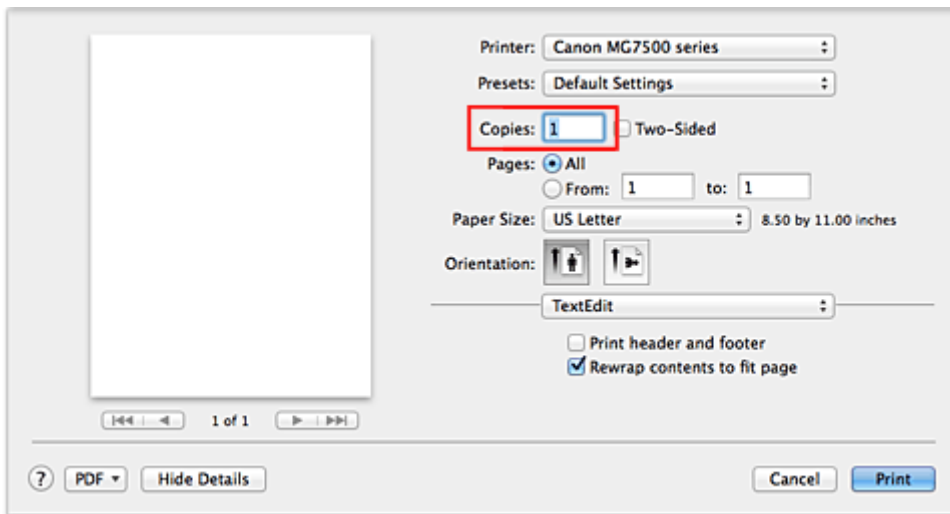 Printer: Canon MG7500 series
Presets: Default Settings
Copies: 1 Two-Sided
Pages: All
From: 1 to: 1
Paper Size: US Letter 8.50 by 11.00 inches
Orientation:
TextEdit
Print header and footer
Rewrap contents to fit page
1 of 1
? PDF Hide Details Cancel Print